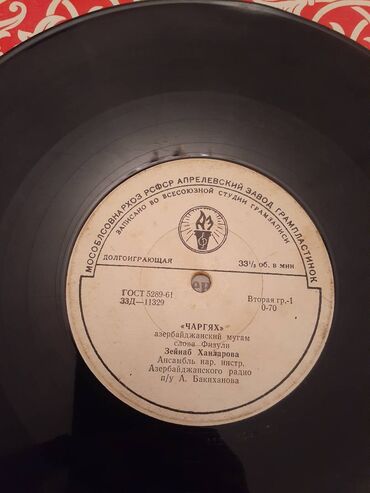 МОСОБЛСОВНАРХОЗ РСФСР АПРЕЛЕВСКИЙ ЗАВОД ГРАМПЛАСТИНОК
ЗАПИСАНО ВО ВСЕСОЮЗНОЙ СТУДИИ ГРАМЗАПИСИ
ДОЛГОИГРАЮЩАЯ 33⅓ об. в мин
ГОСТ 5289-61 Вторая гр.-1
33Д—11329 0-70
«ЧАРГЯХ»
азербайджанский мугам
слова Физули
Зейнаб Ханларова
Ансамбль нар. инстр.
Азербайджанского радио
п/у А. Бакиханова